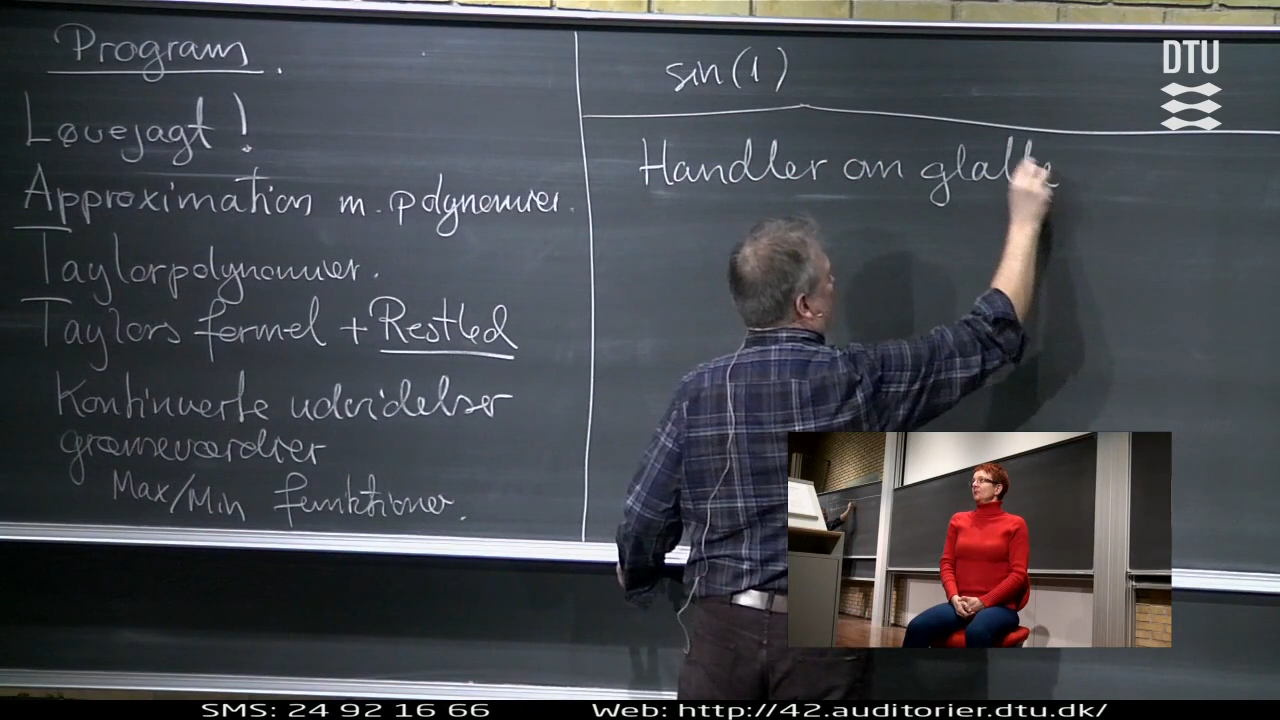 Program.
Løvejagt!
Approximation m. polynomier.
Taylorpolynomier.
Taylors formel + Restled
Kontinuerte udvidelser
grænseværdier
Max/Min funktioner.
sin(1)
Handler om glatte
DTU
SMS: 24 92 16 66 Web: http://42.auditorier.dtu.dk/